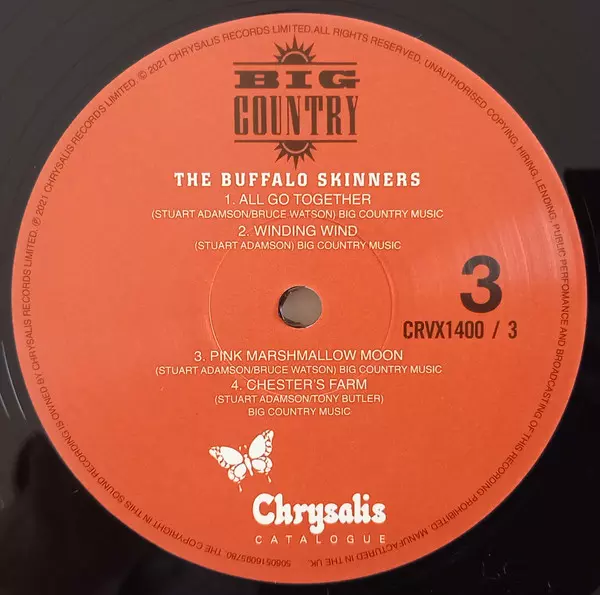 BIG
COUNTRY
THE BUFFALO SKINNERS
1. ALL GO TOGETHER
(STUART ADAMSON/BRUCE WATSON) BIG COUNTRY MUSIC
2. WINDING WIND
(STUART ADAMSON) BIG COUNTRY MUSIC
3
CRVX1400 / 3
3. PINK MARSHMALLOW MOON
(STUART ADAMSON/BRUCE WATSON) BIG COUNTRY MUSIC
4. CHESTER'S FARM
(STUART ADAMSON/TONY BUTLER)
BIG COUNTRY MUSIC
Chrysalis
CATALOGUE
5060516095780. THE COPYRIGHT IN THIS SOUND RECORDING IS OWNED BY CHRYSALIS RECORDS LIMITED. ℗ 2021 CHRYSALIS RECORDS LIMITED. © 2021 CHRYSALIS RECORDS LIMITED. ALL RIGHTS RESERVED. UNAUTHORISED COPYING, HIRING, LENDING, PUBLIC PERFOMANCE AND BROADCASTING OF THIS RECORDING PROHIBITED. MANUFACTURED IN THE UK.